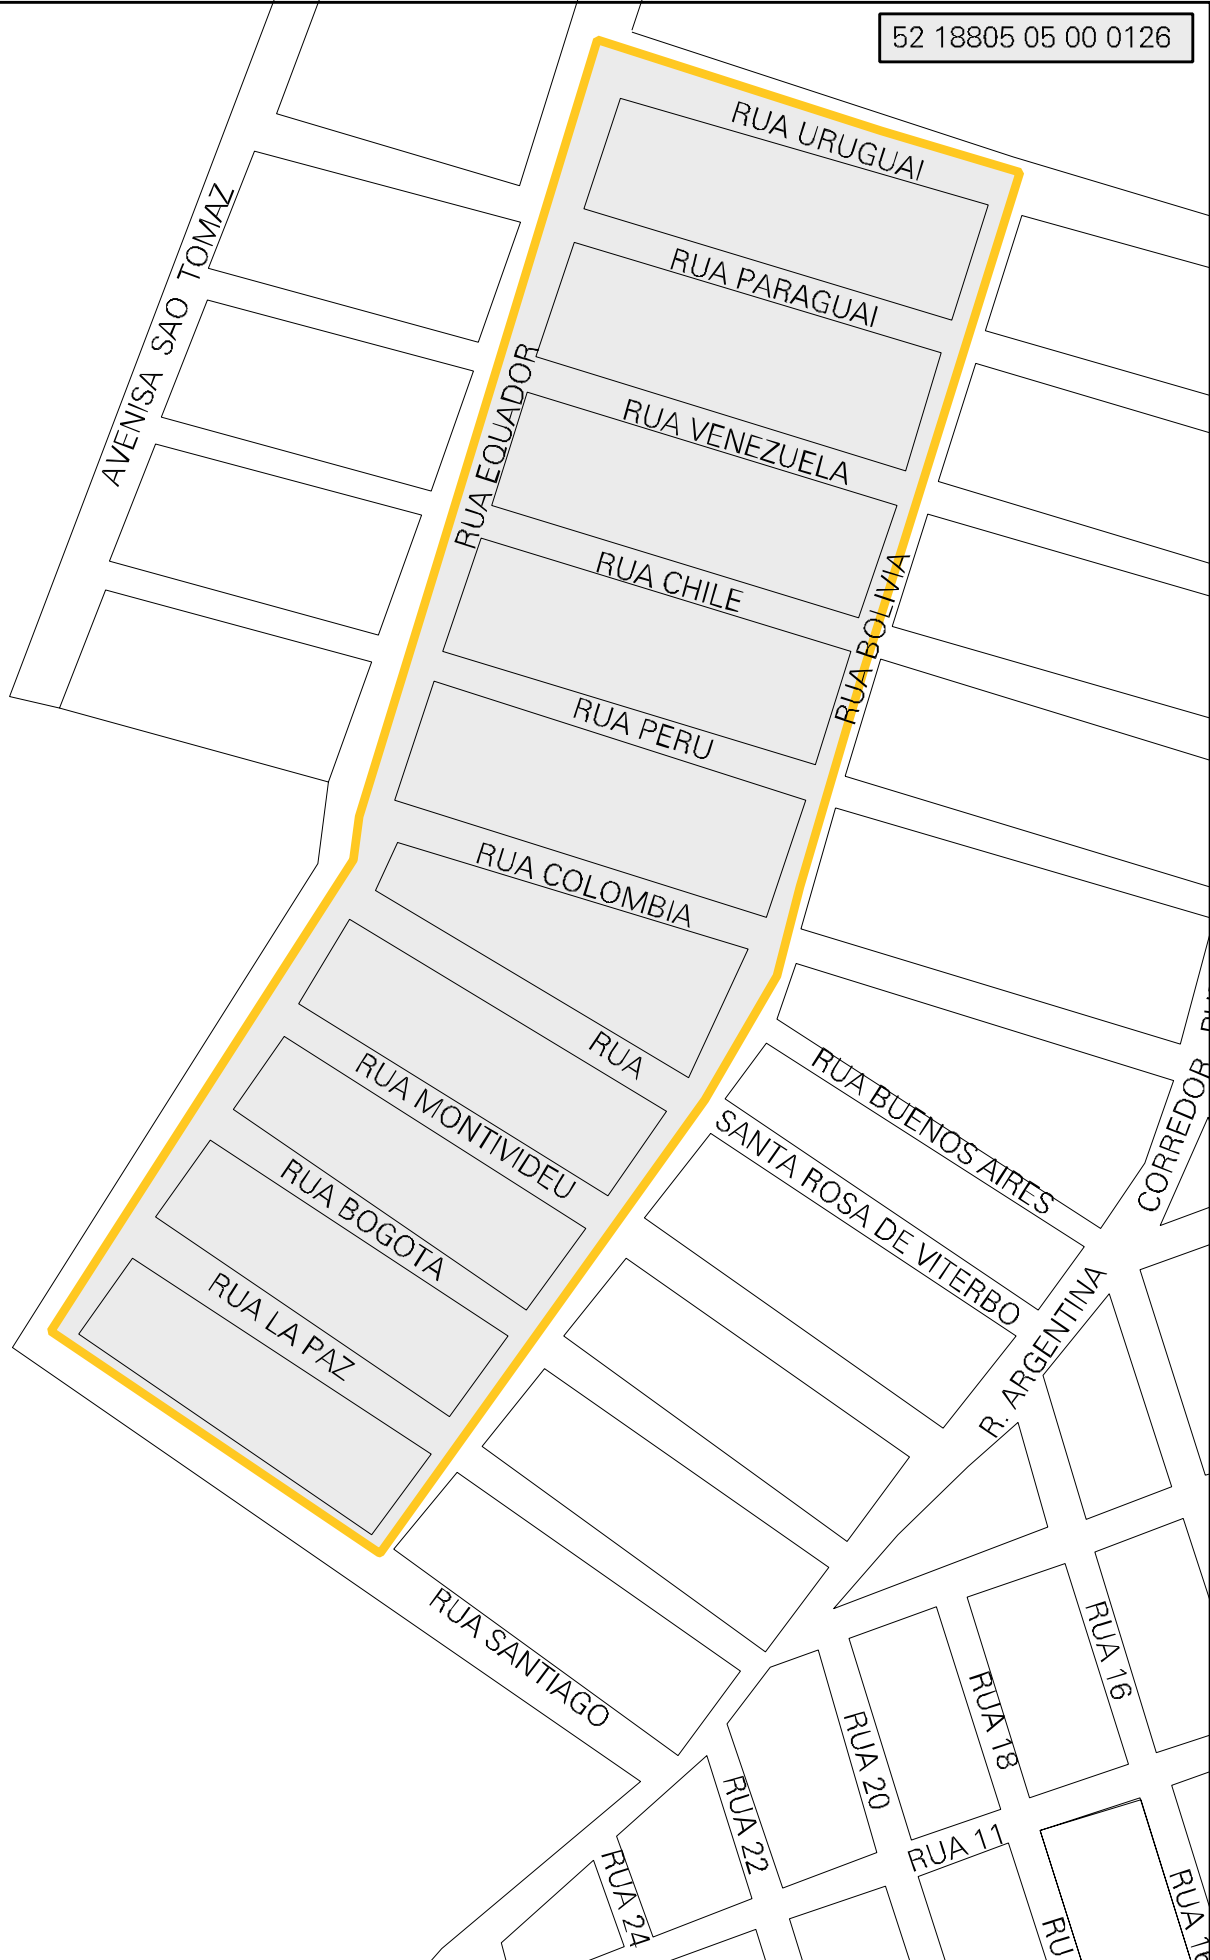 52 18805 05 00 0126
RUA URUGUAI
AVENISA SAO TOMAZ
RUA PARAGUAI
RUA EQUADOR
RUA VENEZUELA
RUA CHILE
RUA BOLIVIA
RUA PERU
RUA COLOMBIA
RUA
RUA BUENOS AIRES
CORREDOR
RUA MONTIVIDEU
SANTA ROSA DE VITERBO
RUA BOGOTA
RUA LA PAZ
R. ARGENTINA
RUA SANTIAGO
RUA 16
RUA 18
RUA 20
RUA 22
RUA 11
RUA 24
RU
RUA